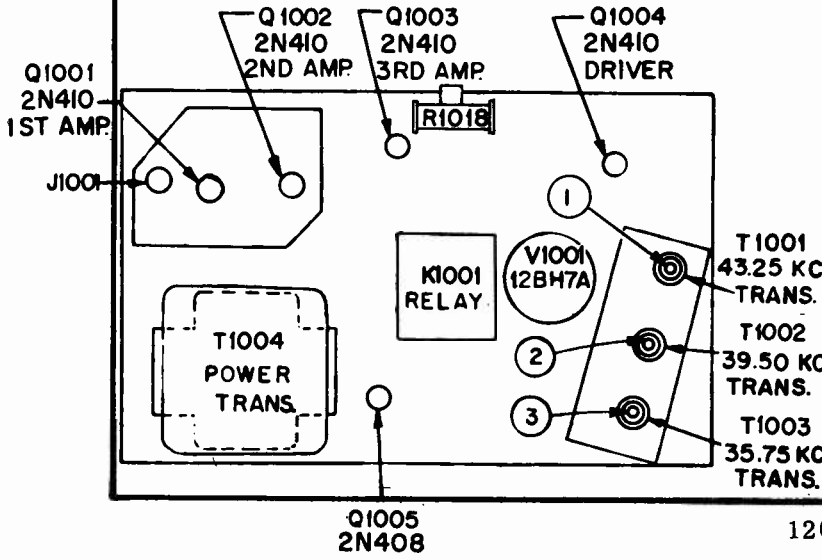 Q1001
2N410
1ST AMP.
Q1002
2N410
2ND AMP.
Q1003
2N410
3RD AMP.
Q1004
2N410
DRIVER
R1018
J1001
1
T1001
43.25 KC
TRANS.
K1001
RELAY
V1001
12BH7A
T1004
POWER
TRANS.
2
T1002
39.50 KC
TRANS.
3
T1003
35.75 KC
TRANS.
Q1005
2N408